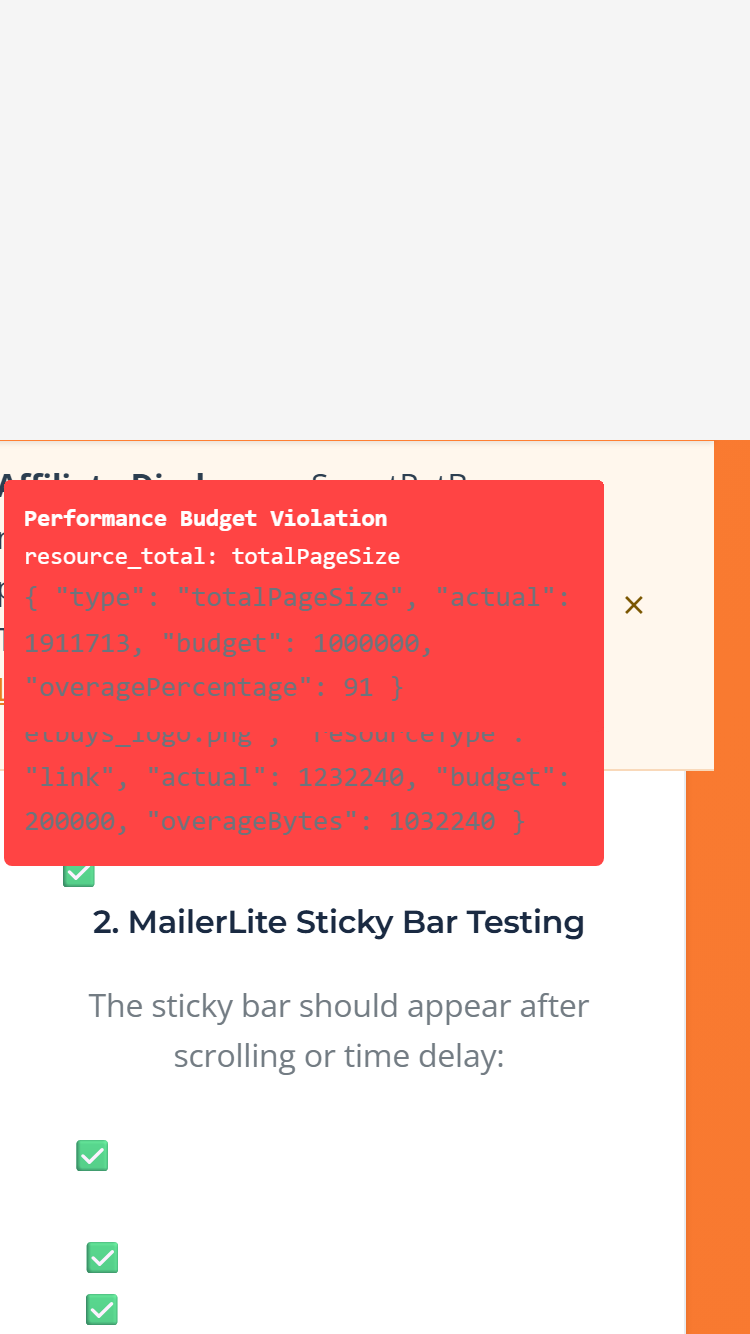 Performance Budget Violation
resource_total: totalPageSize
{ "type": "totalPageSize", "actual":
1911713, "budget": 1000000,
"overagePercentage": 91 }
etbuys_logo.png", "resourceType":
"link", "actual": 1232240, "budget":
200000, "overageBytes": 1032240 }
×
2. MailerLite Sticky Bar Testing
The sticky bar should appear after
scrolling or time delay: